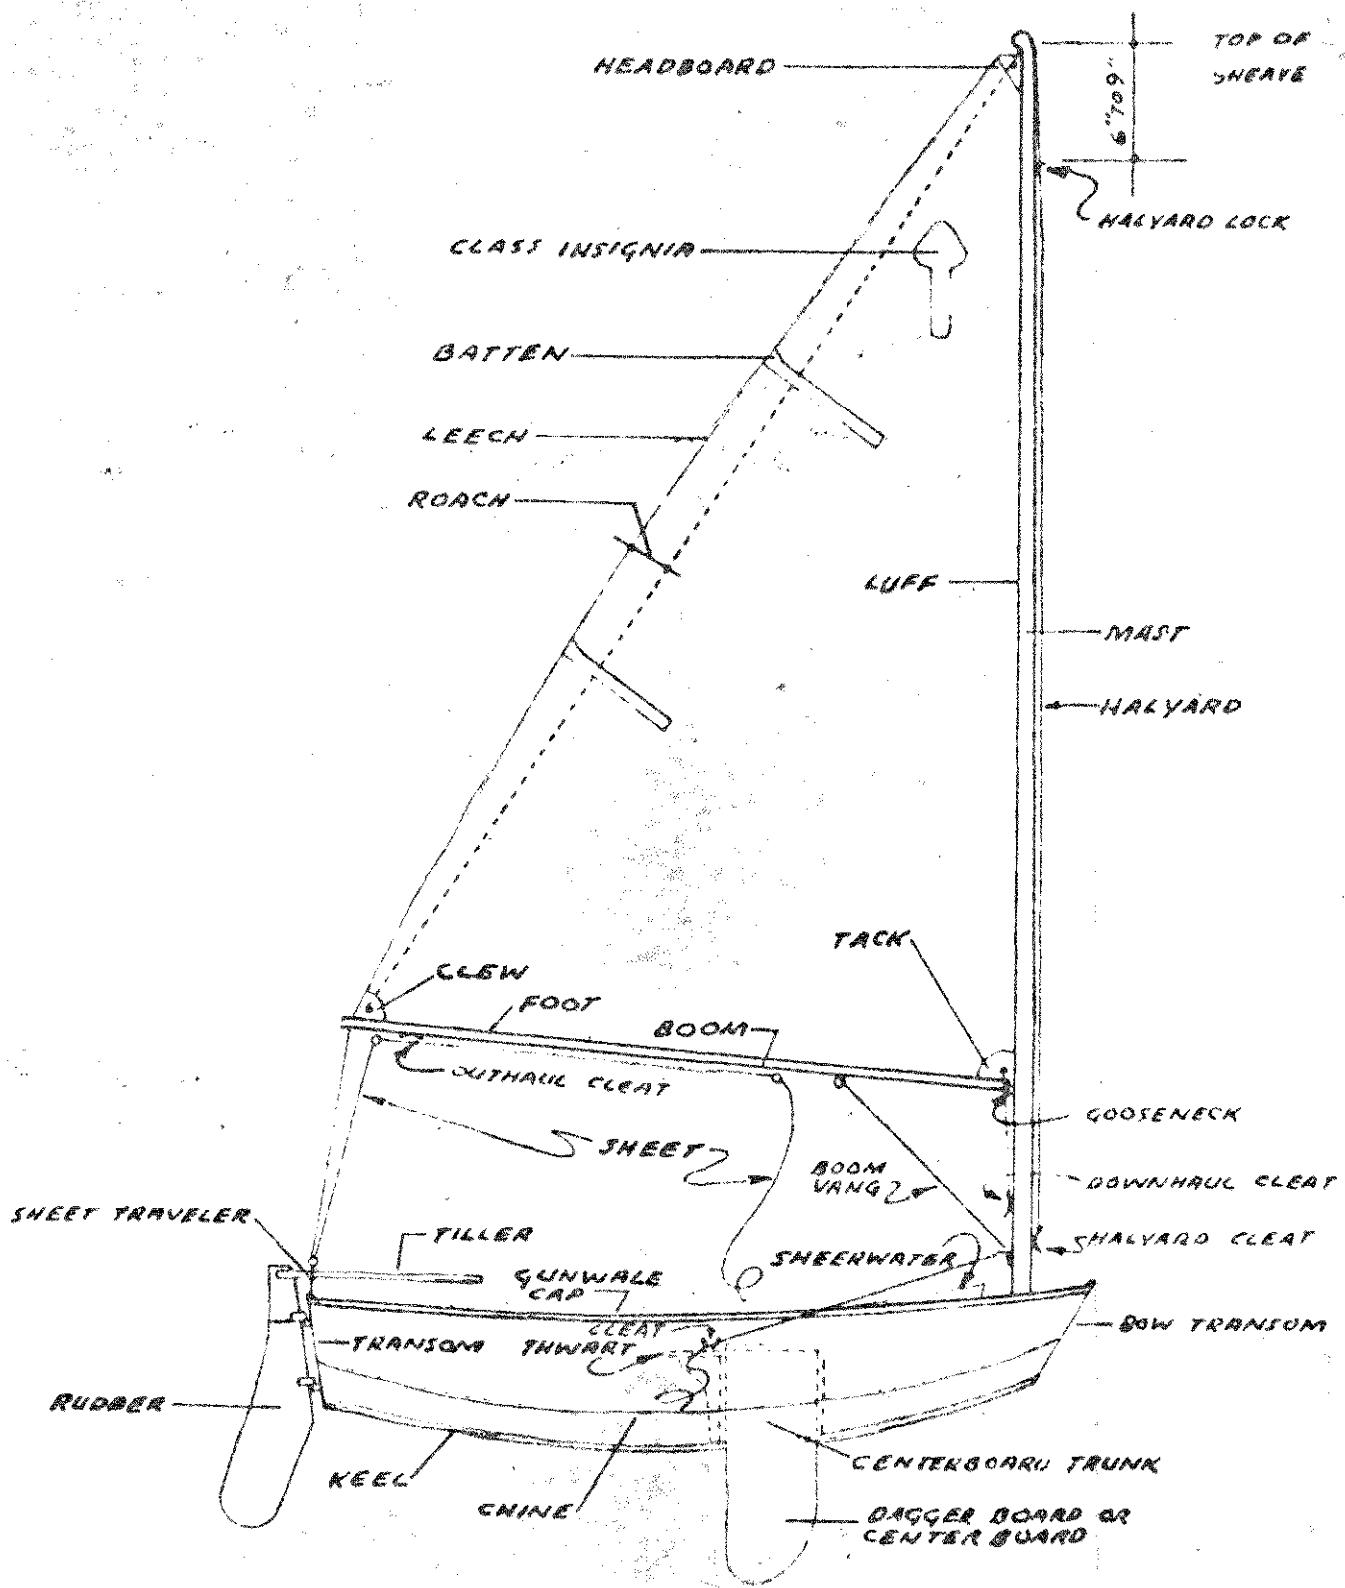 TOP OF
HEADBOARD
SHEAVE
6" TO 9"
HALYARD LOCK
CLASS INSIGNIA
BATTEN
LEECH
ROACH
LUFF
MAST
HALYARD
TACK
CLEW
FOOT
BOOM
OUTHAUL CLEAT
GOOSENECK
SHEET
BOOM
VANG
DOWNHAUL CLEAT
SHEET TRAVELER
TILLER
SHEERWATER
HALYARD CLEAT
GUNWALE
CAP
CLEAT
BOW TRANSOM
TRANSOM
THWART
RUDDER
CENTERBOARD TRUNK
KEEL
CHINE
DAGGER BOARD OR
CENTER BOARD